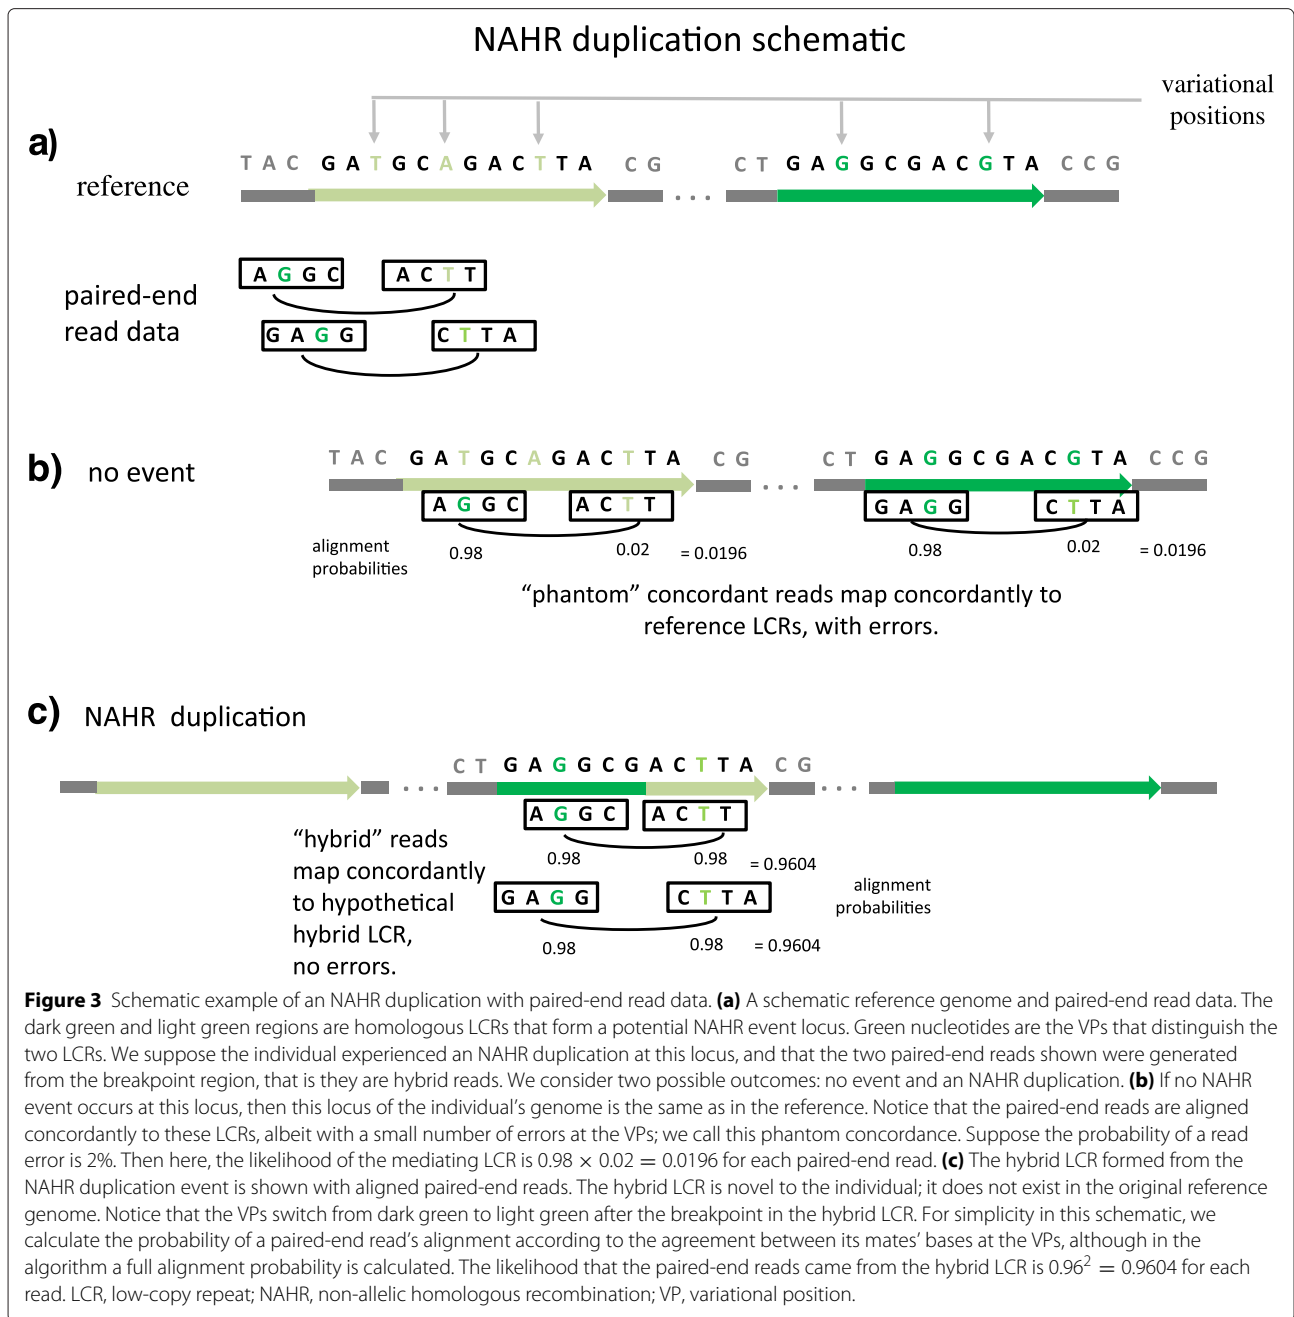 NAHR duplication schematic
variational
positions
a)
T A C G A T G C A G A C T T A C G C T G A G G C G A C G T A C C G
reference
. . .
A G G C A C T T
paired-end
read data
G A G G C T T A
b)
no event
T A C G A T G C A G A C T T A C G C T G A G G C G A C G T A C C G
. . .
A G G C A C T T G A G G C T T A
alignment
probabilities
0.98 0.02 = 0.0196 0.98 0.02 = 0.0196
“phantom” concordant reads map concordantly to
reference LCRs, with errors.
c)
NAHR duplication
C T G A G G C G A C T T A C G
. . . . . .
A G G C A C T T
“hybrid” reads
map concordantly
to hypothetical
hybrid LCR,
no errors.
0.98 0.98 = 0.9604
G A G G C T T A
alignment
probabilities
0.98 0.98 = 0.9604
Figure 3 Schematic example of an NAHR duplication with paired-end read data. (a) A schematic reference genome and paired-end read data. The
dark green and light green regions are homologous LCRs that form a potential NAHR event locus. Green nucleotides are the VPs that distinguish the
two LCRs. We suppose the individual experienced an NAHR duplication at this locus, and that the two paired-end reads shown were generated
from the breakpoint region, that is they are hybrid reads. We consider two possible outcomes: no event and an NAHR duplication. (b) If no NAHR
event occurs at this locus, then this locus of the individual’s genome is the same as in the reference. Notice that the paired-end reads are aligned
concordantly to these LCRs, albeit with a small number of errors at the VPs; we call this phantom concordance. Suppose the probability of a read
error is 2%. Then here, the likelihood of the mediating LCR is 0.98 × 0.02 = 0.0196 for each paired-end read. (c) The hybrid LCR formed from the
NAHR duplication event is shown with aligned paired-end reads. The hybrid LCR is novel to the individual; it does not exist in the original reference
genome. Notice that the VPs switch from dark green to light green after the breakpoint in the hybrid LCR. For simplicity in this schematic, we
calculate the probability of a paired-end read’s alignment according to the agreement between its mates’ bases at the VPs, although in the
algorithm a full alignment probability is calculated. The likelihood that the paired-end reads came from the hybrid LCR is 0.96² = 0.9604 for each
read. LCR, low-copy repeat; NAHR, non-allelic homologous recombination; VP, variational position.